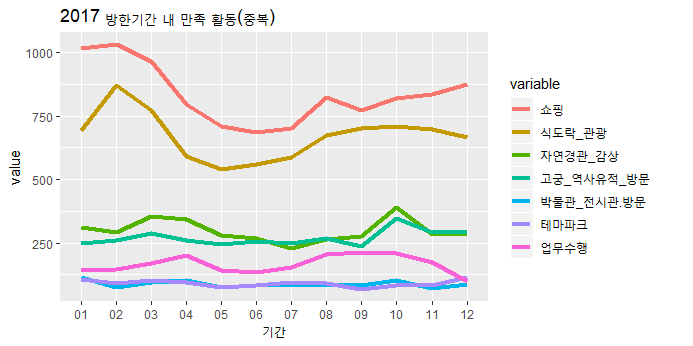 2017 방한기간 내 만족 활동(중복)
1000
750
500
250
value
01 02 03 04 05 06 07 08 09 10 11 12
기간
variable
쇼핑
식도락_관광
자연경관_감상
고궁_역사유적_방문
박물관_전시관.방문
테마파크
업무수행